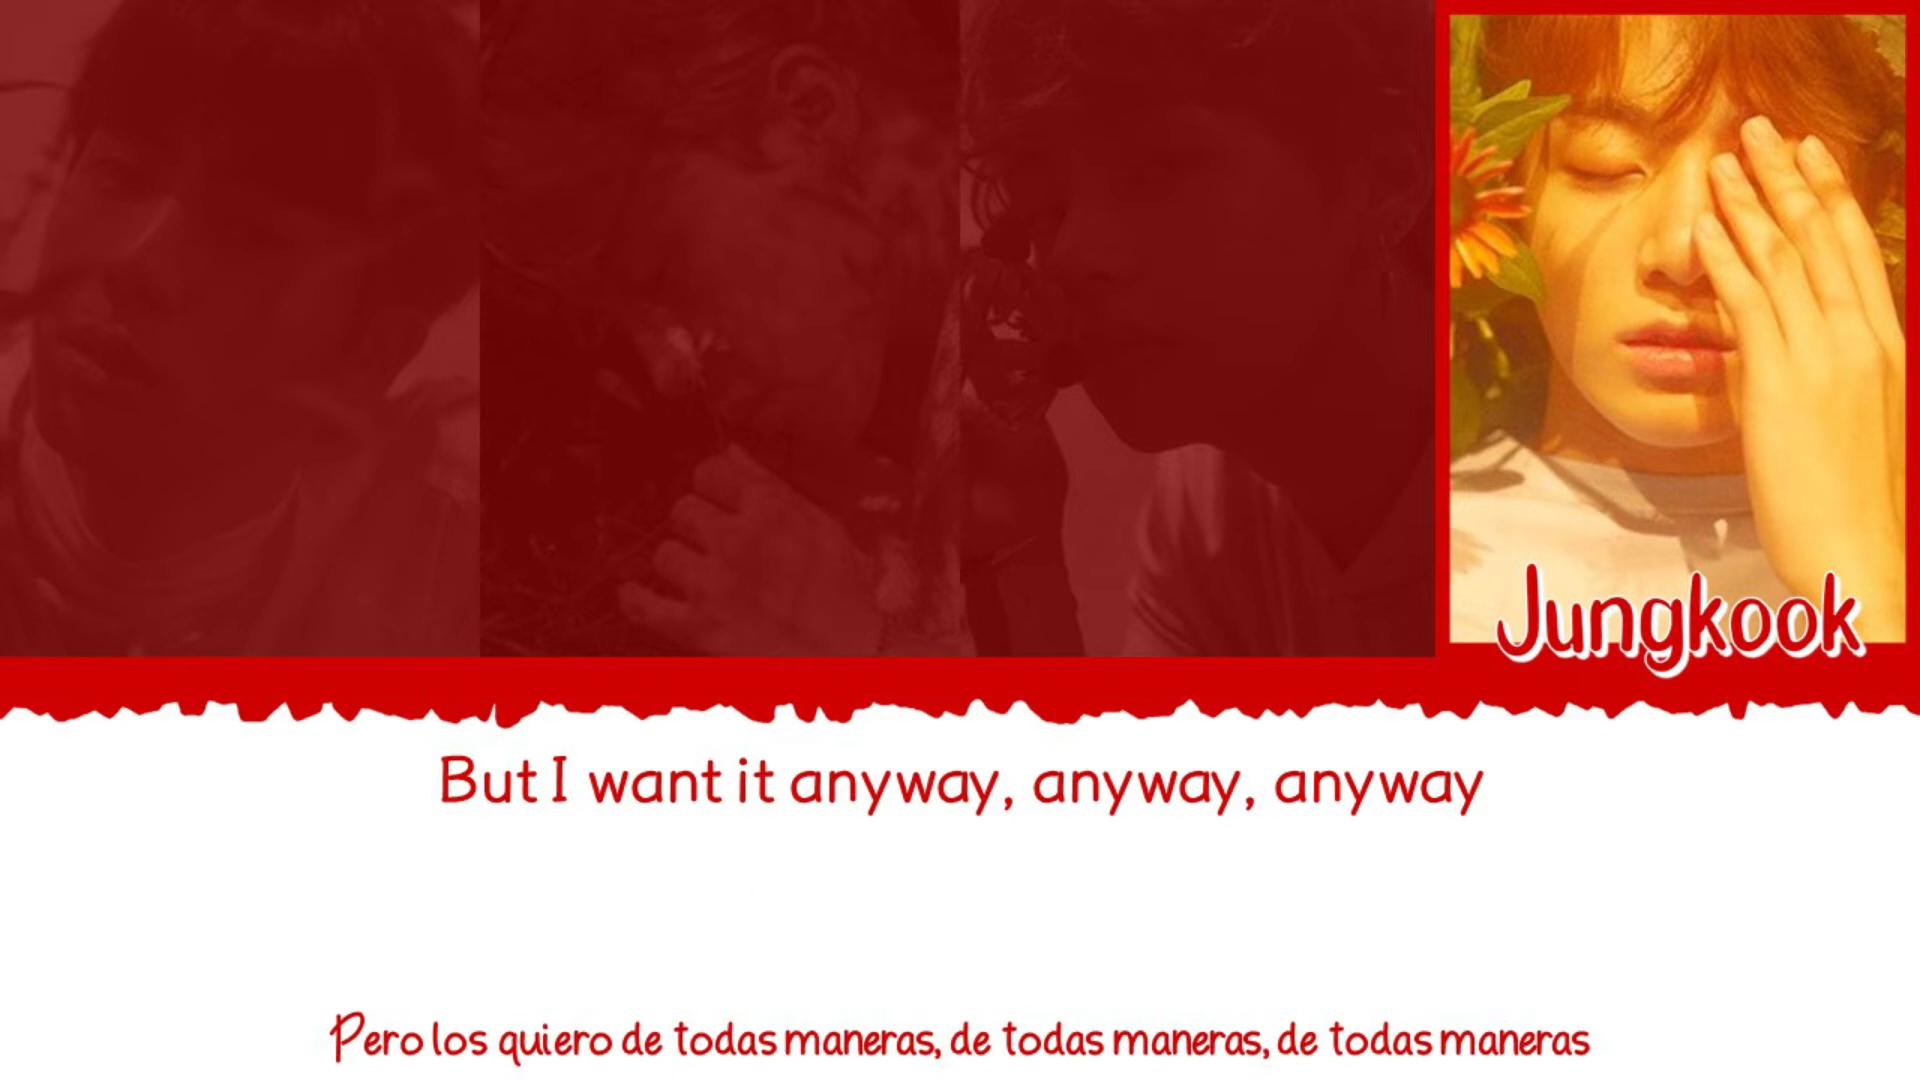 Jungkook
But I want it anyway, anyway, anyway
Pero los quiero de todas maneras, de todas maneras, de todas maneras